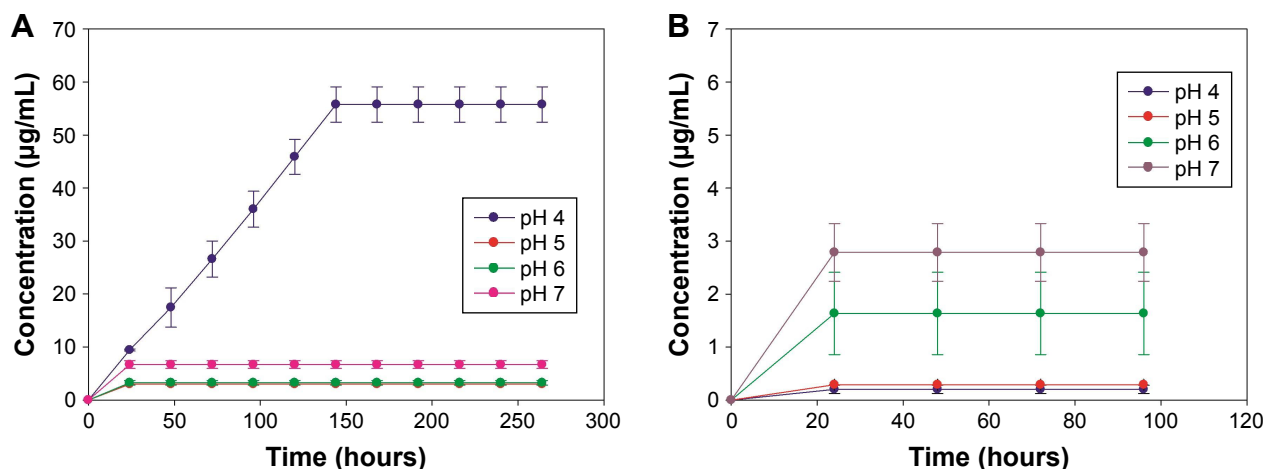 A
Concentration (µg/mL)
70
60
50
40
30
20
10
0
0 50 100 150 200 250 300
Time (hours)
pH 4
pH 5
pH 6
pH 7
B
Concentration (µg/mL)
7
6
5
4
3
2
1
0
0 20 40 60 80 100 120
Time (hours)
pH 4
pH 5
pH 6
pH 7